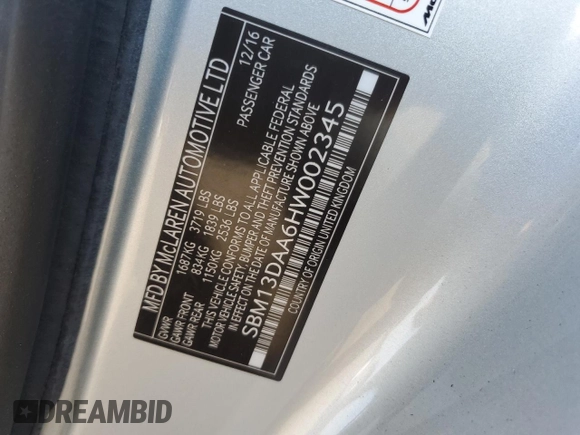 MFD BY McLAREN AUTOMOTIVE LTD
12/16
GVWR 1687KG 3719 LBS
PASSENGER CAR
GAWR FRONT 834KG 1839 LBS
GAWR REAR 1150KG 2536 LBS
THIS VEHICLE CONFORMS TO ALL APPLICABLE FEDERAL
MOTOR VEHICLE SAFETY, BUMPER AND THEFT PREVENTION STANDARDS
IN EFFECT ON THE DATE OF MANUFACTURE SHOWN ABOVE
SBM13DAA6HW002345
COUNTRY OF ORIGIN UNITED KINGDOM
DREAMBID